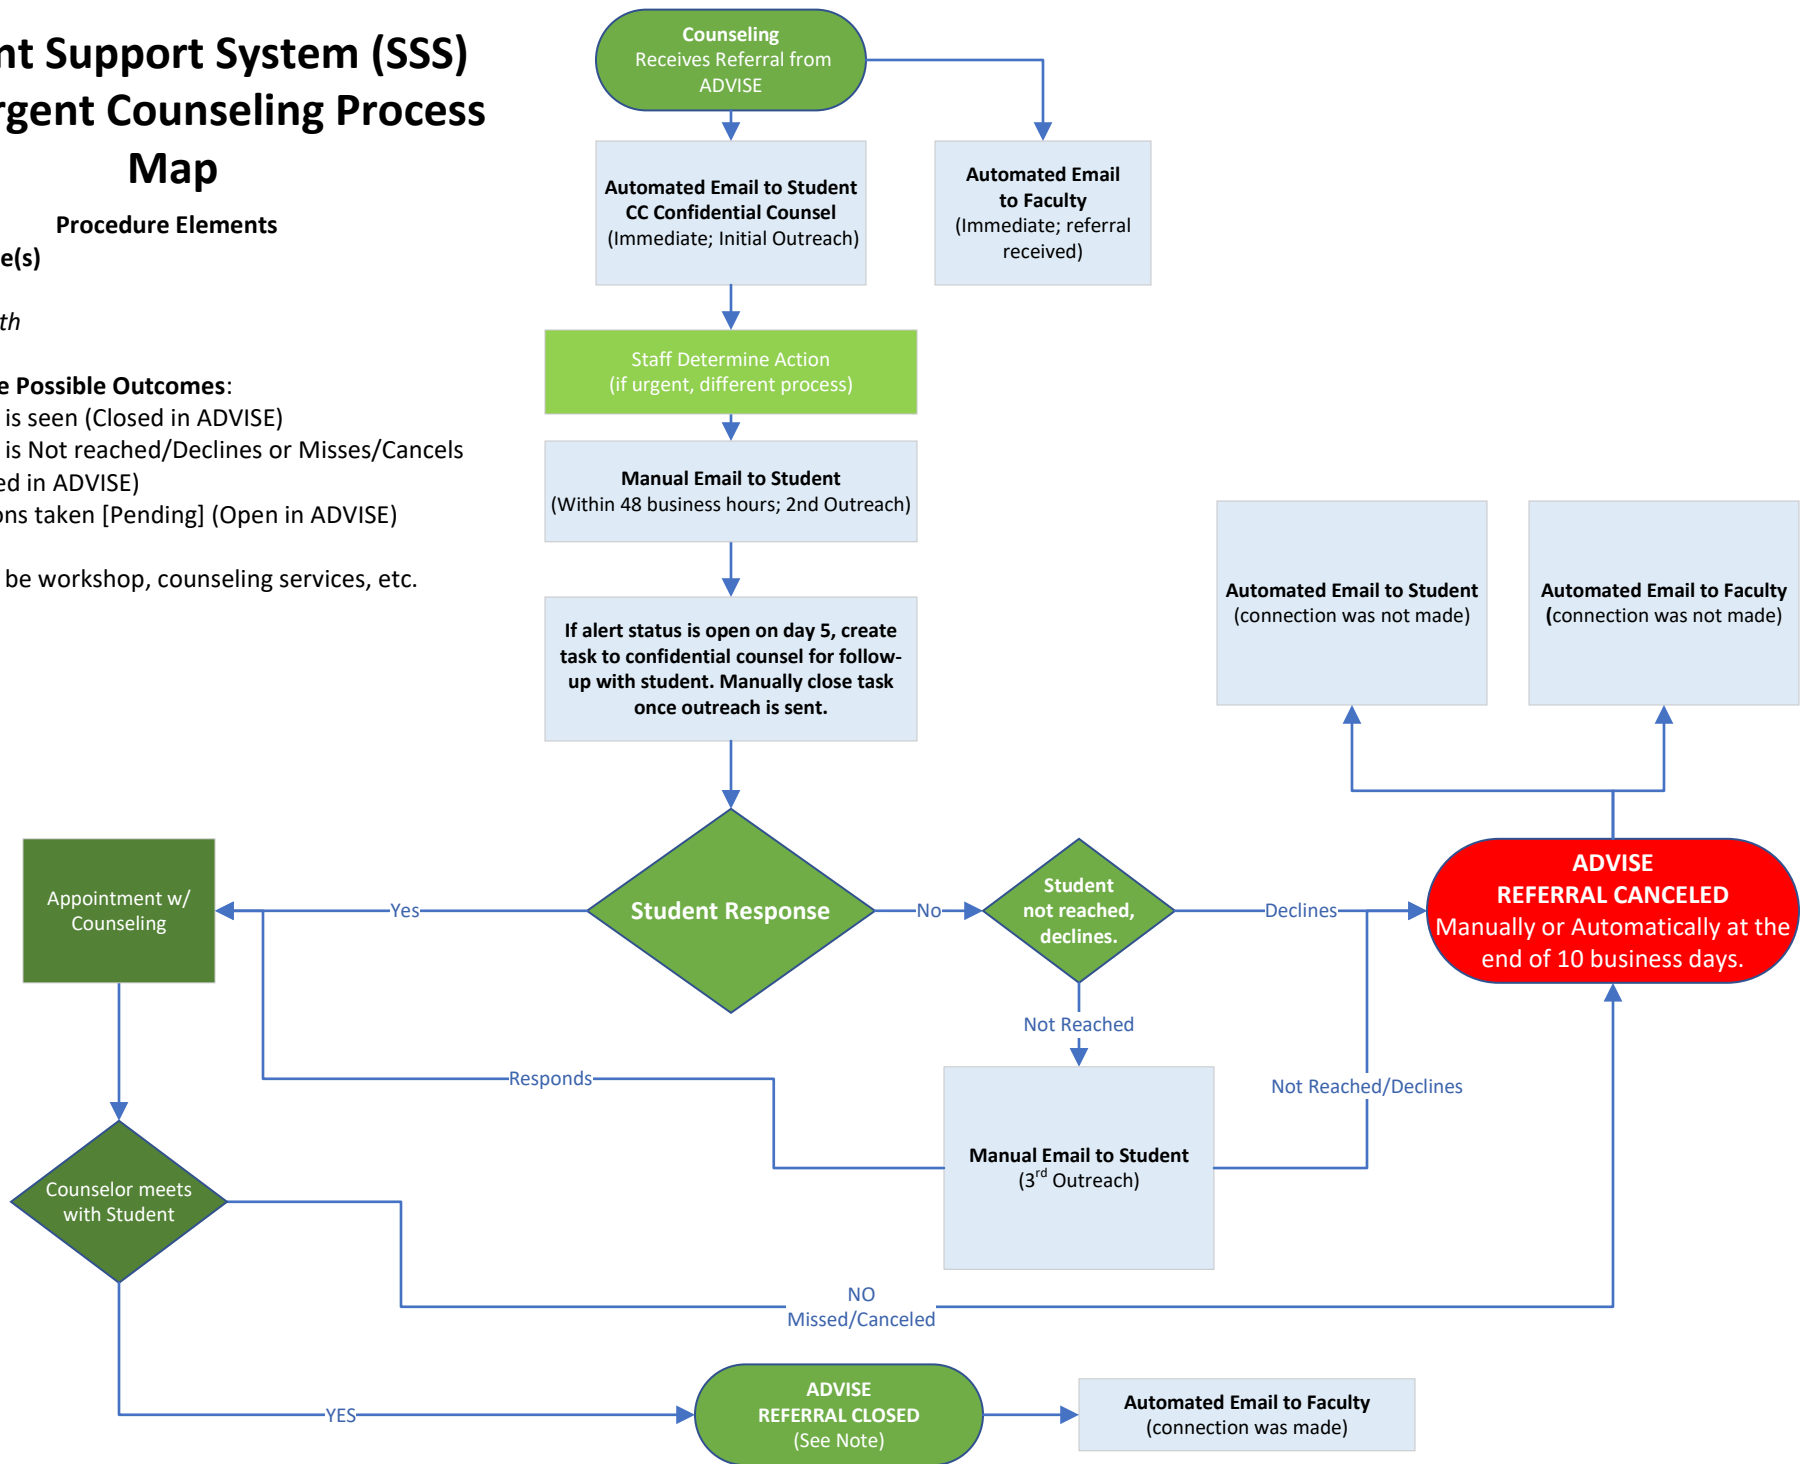 nt Support System (SSS)
rgent Counseling Process
Map
Procedure Elements
e(s)
th
e Possible Outcomes:
is seen (Closed in ADVISE)
is Not reached/Declines or Misses/Cancels
ed in ADVISE)
ons taken [Pending] (Open in ADVISE)
be workshop, counseling services, etc.
Counseling
Receives Referral from
ADVISE
Automated Email to Student
CC Confidential Counsel
(Immediate; Initial Outreach)
Automated Email
to Faculty
(Immediate; referral
received)
Staff Determine Action
(if urgent, different process)
Manual Email to Student
(Within 48 business hours; 2nd Outreach)
If alert status is open on day 5, create
task to confidential counsel for follow-
up with student. Manually close task
once outreach is sent.
Automated Email to Student
(connection was not made)
Automated Email to Faculty
(connection was not made)
Appointment w/
Counseling
Yes
Student Response
No
Student
not reached,
declines.
Declines
ADVISE
REFERRAL CANCELED
Manually or Automatically at the
end of 10 business days.
Not Reached
Responds
Not Reached/Declines
Manual Email to Student
(3rd Outreach)
Counselor meets
with Student
NO
Missed/Canceled
YES
ADVISE
REFERRAL CLOSED
(See Note)
Automated Email to Faculty
(connection was made)